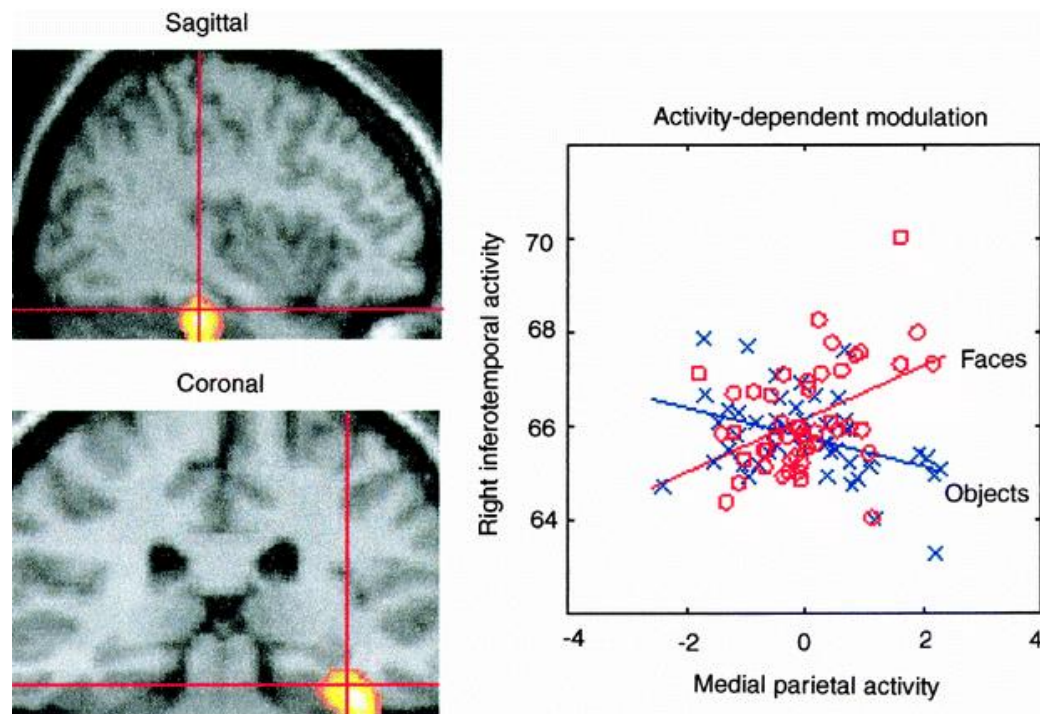 Sagittal
Coronal
Activity-dependent modulation
Right inferotemporal activity
70
68
66
64
Faces
Objects
-4
-2
0
2
4
Medial parietal activity